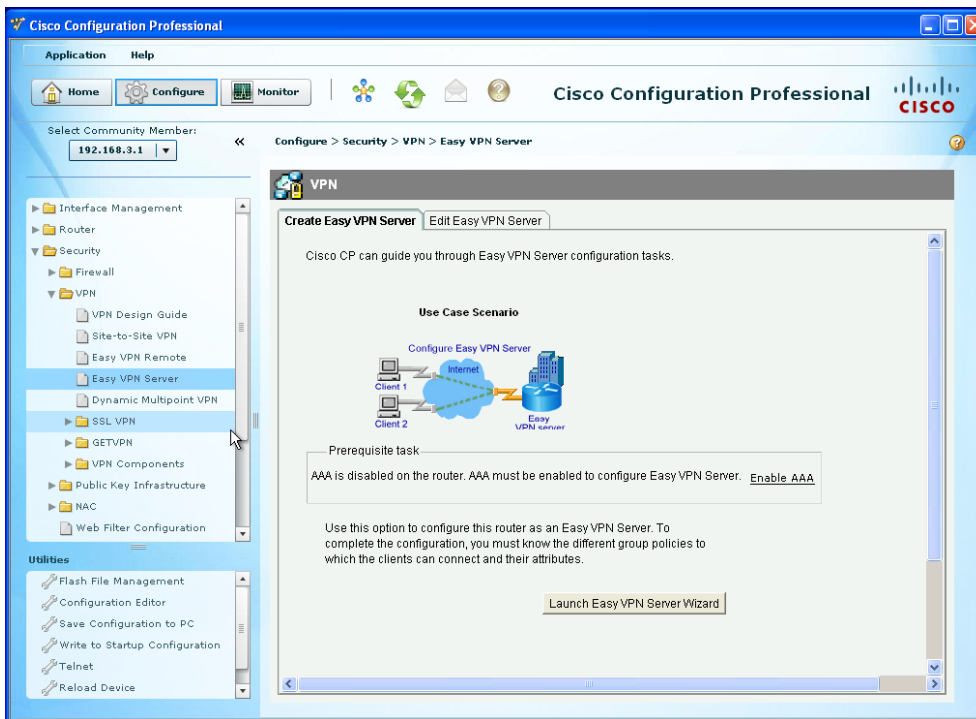 Cisco Configuration Professional
Application Help
Home Configure Monitor
Cisco Configuration Professional
CISCO
Select Community Member:
192.168.3.1
Configure > Security > VPN > Easy VPN Server
Interface Management
Router
Security
Firewall
VPN
VPN Design Guide
Site-to-Site VPN
Easy VPN Remote
Easy VPN Server
Dynamic Multipoint VPN
SSL VPN
GETVPN
VPN Components
Public Key Infrastructure
NAC
Web Filter Configuration
Utilities
Flash File Management
Configuration Editor
Save Configuration to PC
Write to Startup Configuration
Telnet
Reload Device
VPN
Create Easy VPN Server Edit Easy VPN Server
Cisco CP can guide you through Easy VPN Server configuration tasks.
Use Case Scenario
Configure Easy VPN Server
Internet
Client 1
Client 2
Easy
VPN server
Prerequisite task
AAA is disabled on the router. AAA must be enabled to configure Easy VPN Server. Enable AAA
Use this option to configure this router as an Easy VPN Server. To
complete the configuration, you must know the different group policies to
which the clients can connect and their attributes.
Launch Easy VPN Server Wizard